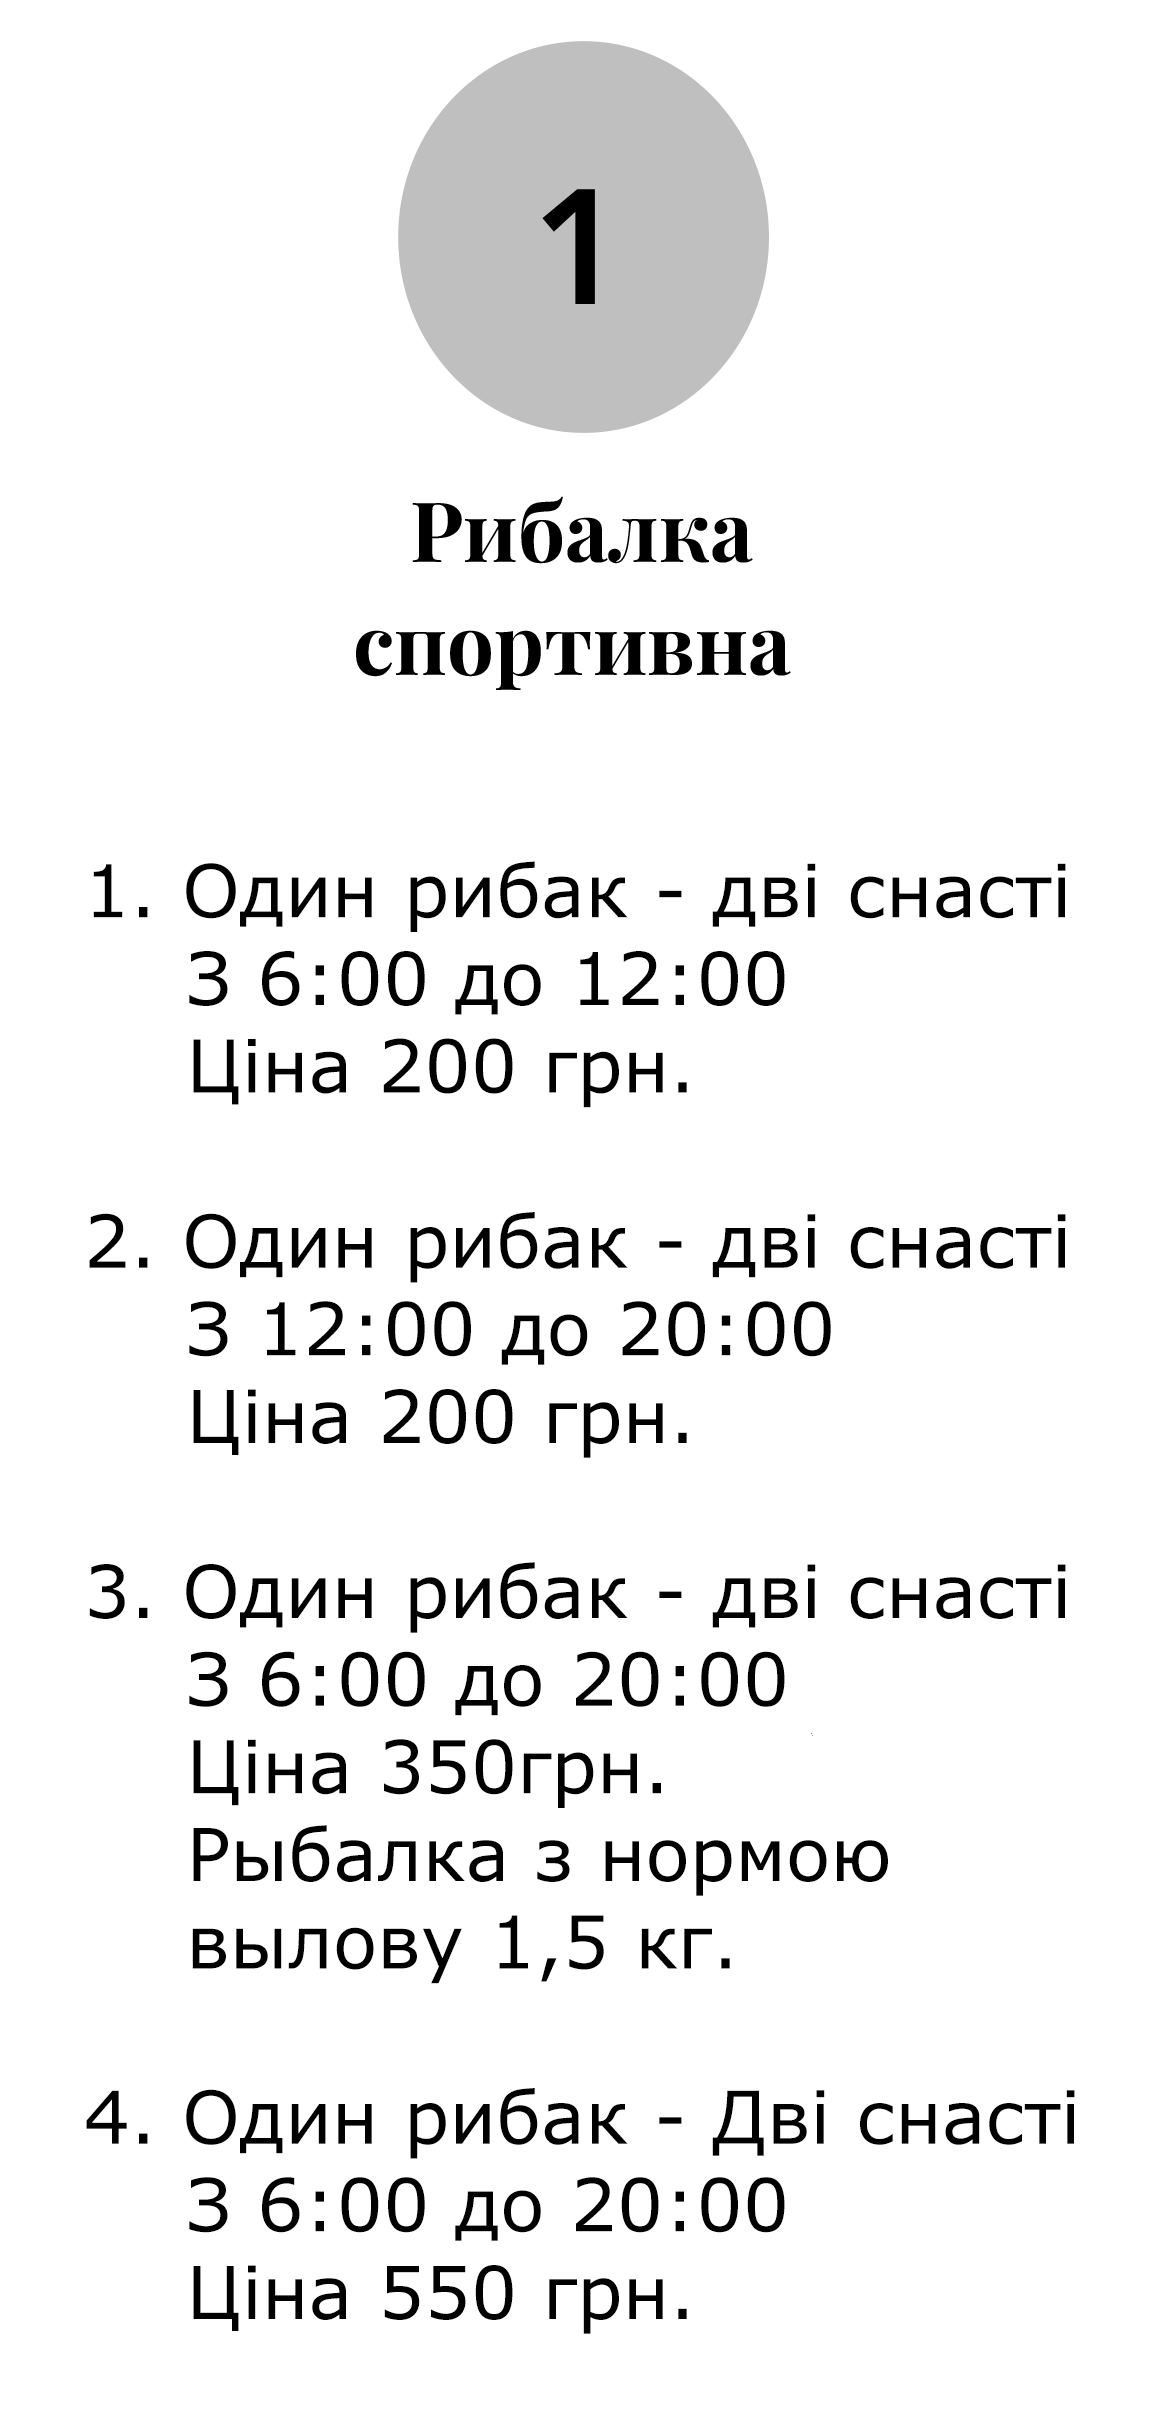 1
Рибалка
спортивна
1. Один рибак - дві снасті
З 6:00 до 12:00
Ціна 200 грн.
2. Один рибак - дві снасті
З 12:00 до 20:00
Ціна 200 грн.
3. Один рибак - дві снасті
З 6:00 до 20:00
Ціна 350грн.
Рыбалка з нормою
вылову 1,5 кг.
4. Один рибак - Дві снасті
З 6:00 до 20:00
Ціна 550 грн.